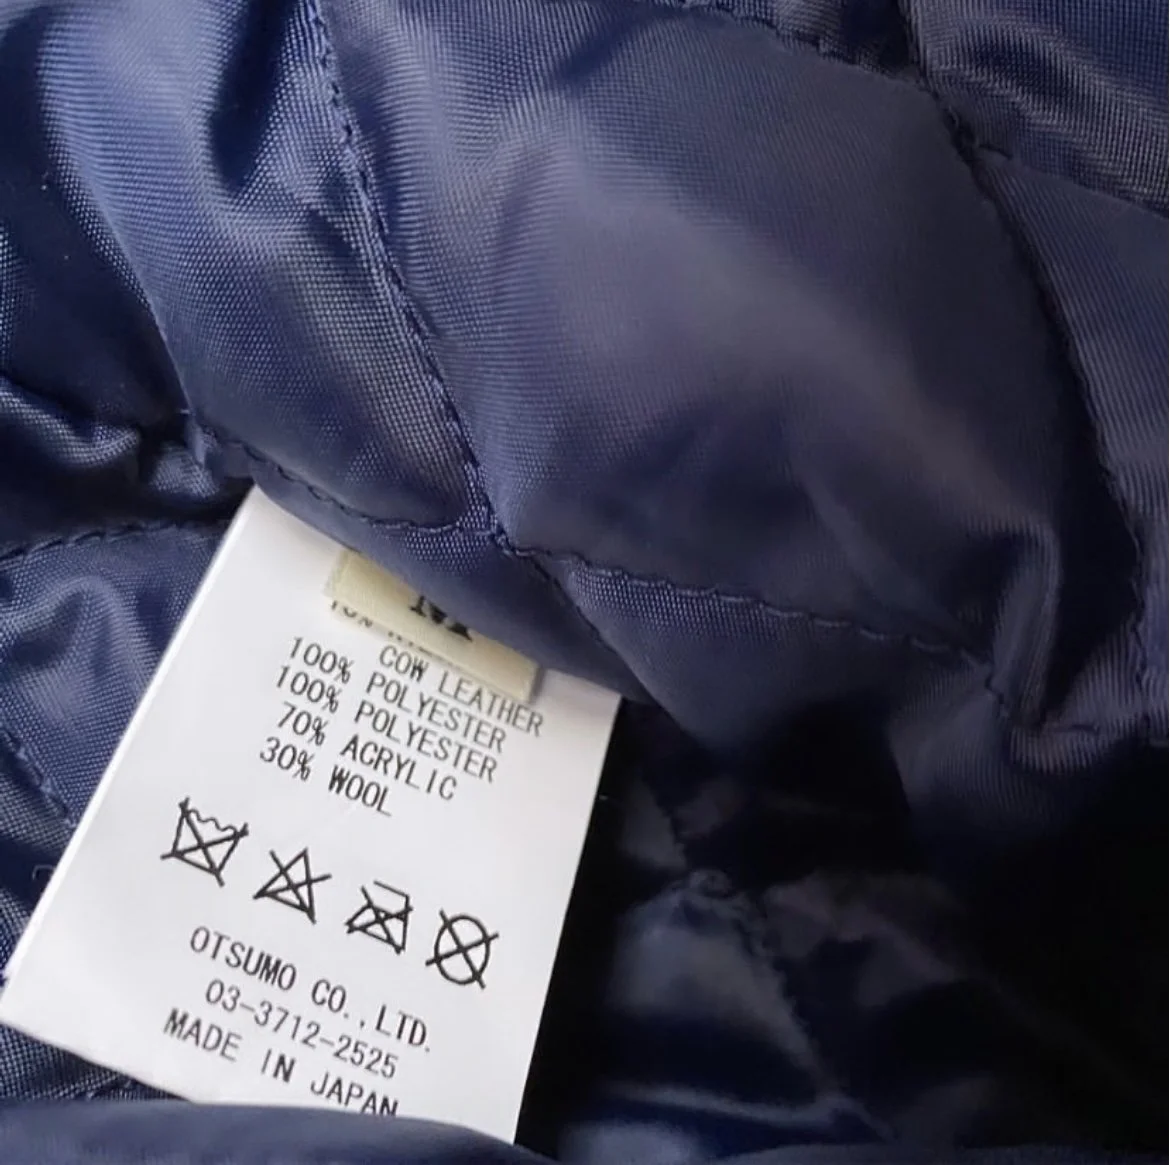 M
COW LEATHER
100% POLYESTER
100% POLYESTER
70% ACRYLIC
30% WOOL
OTSUMO CO.,LTD.
03-3712-2525
MADE IN JAPAN